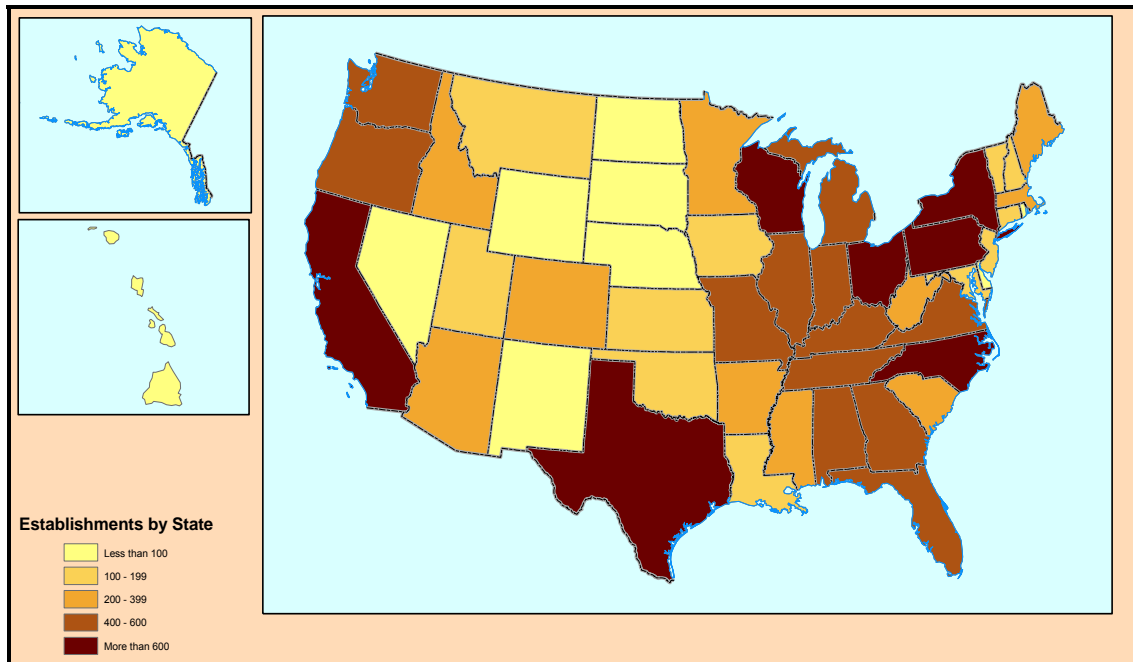 Establishments by State
Less than 100
100 - 199
200 - 399
400 - 600
More than 600